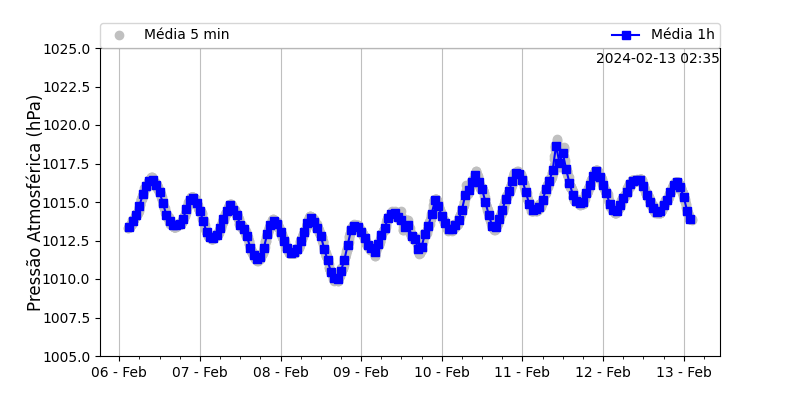 Média 5 min
Média 1h
2024-02-13 02:35
Pressão Atmosférica (hPa)
1025.0
1022.5
1020.0
1017.5
1015.0
1012.5
1010.0
1007.5
1005.0
06 - Feb
07 - Feb
08 - Feb
09 - Feb
10 - Feb
11 - Feb
12 - Feb
13 - Feb